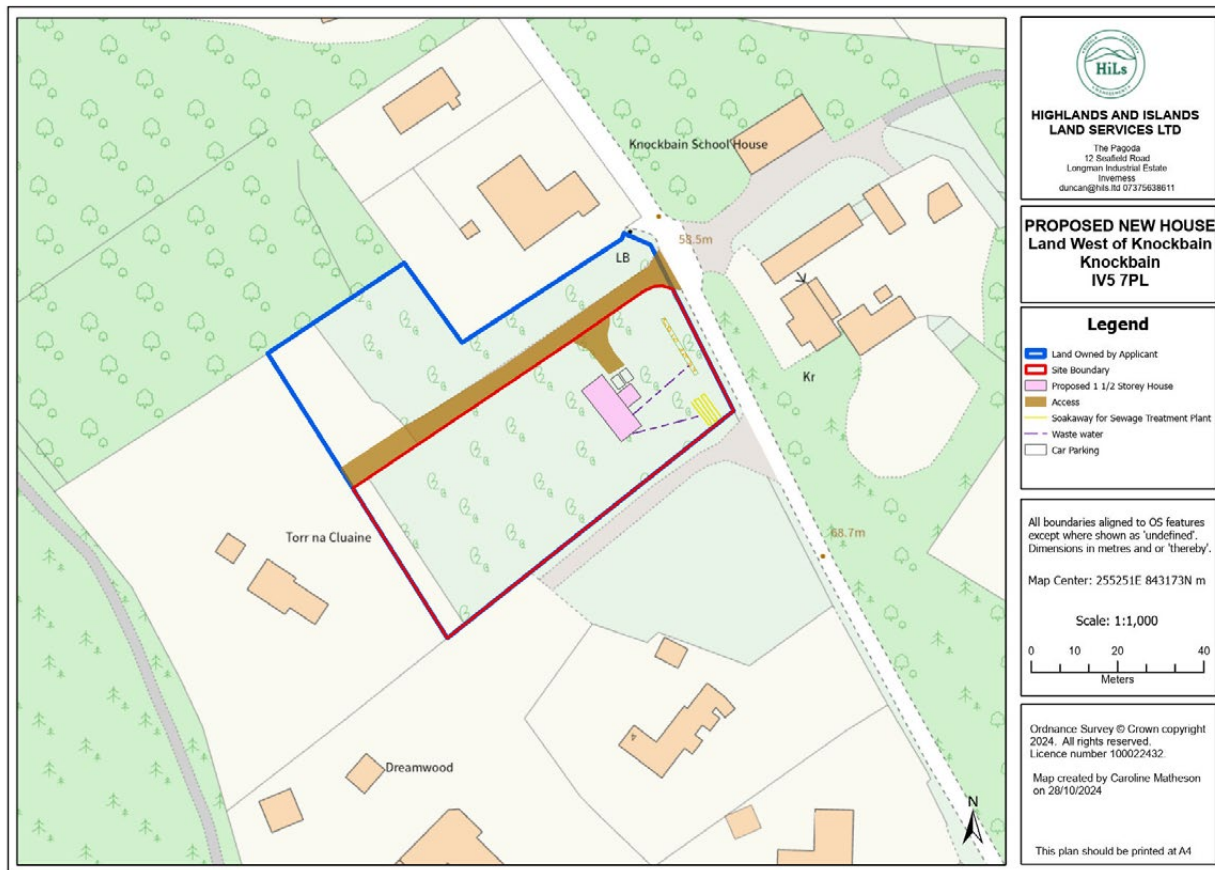 Knockbain School House
58.5m
LB
Kr
Torr na Cluaine
68.7m
Dreamwood
N
HiLs
HIGHLANDS AND ISLANDS
LAND SERVICES LTD
The Pagoda
12 Seafield Road
Longman Industrial Estate
Inverness
duncan@hils.ltd 07375638611
PROPOSED NEW HOUSE
Land West of Knockbain
Knockbain
IV5 7PL
Legend
Land Owned by Applicant
Site Boundary
Proposed 1 1/2 Storey House
Access
Soakaway for Sewage Treatment Plant
Waste water
Car Parking
All boundaries aligned to OS features
except where shown as 'undefined'.
Dimensions in metres and or 'thereby'.
Map Center: 255251E 843173N m
Scale: 1:1,000
0 10 20 40
Meters
Ordnance Survey © Crown copyright
2024. All rights reserved.
Licence number 100022432.
Map created by Caroline Matheson
on 28/10/2024
This plan should be printed at A4